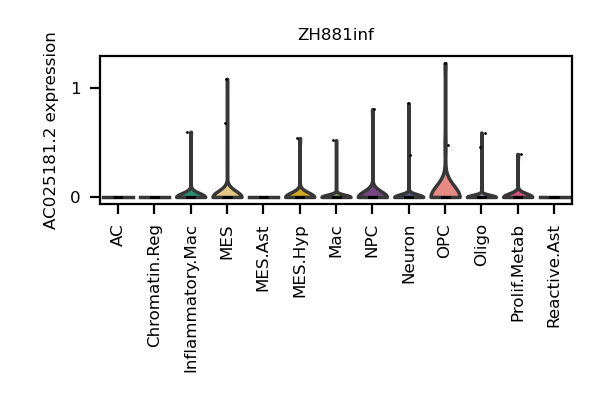 ZH881inf
AC025181.2 expression
1
0
AC
Chromatin.Reg
Inflammatory.Mac
MES
MES.Ast
MES.Hyp
Mac
NPC
Neuron
OPC
Oligo
Prolif.Metab
Reactive.Ast